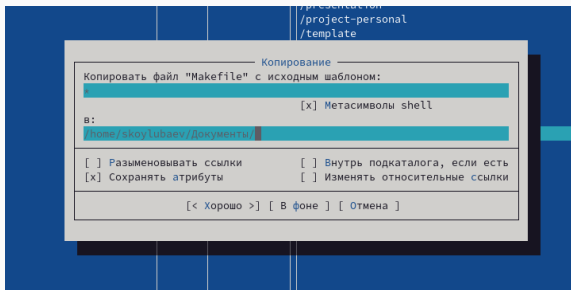 /presentation
/project-personal
/template
Копирование
Копировать файл "Makefile" с исходным шаблоном:
*
[x] Метасимволы shell
в:
/home/skoylubaev/Документы/
[ ] Разыменовывать ссылки [ ] Внутрь подкаталога, если есть
[x] Сохранять атрибуты [ ] Изменять относительные ссылки
[< Хорошо >] [ В фоне ] [ Отмена ]